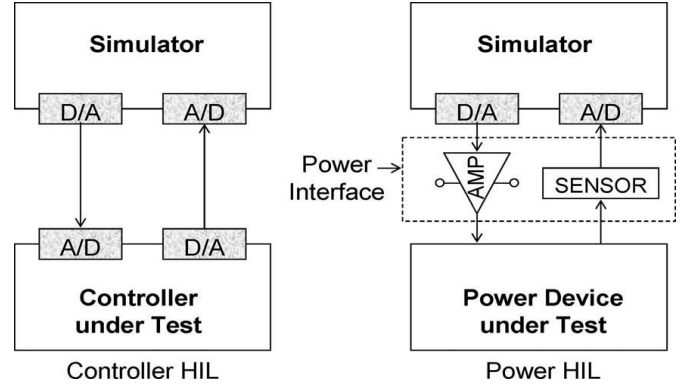 Simulator
D/A
A/D
A/D
D/A
Controller
under Test
Controller HIL
Simulator
D/A
A/D
Power
Interface
AMP
SENSOR
Power Device
under Test
Power HIL